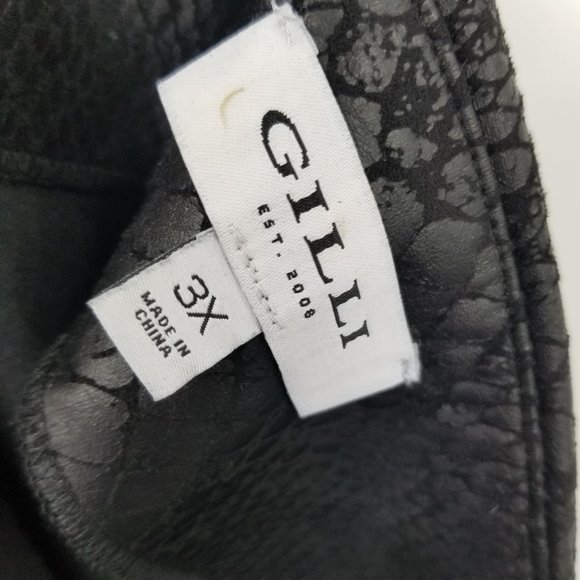 GILLI
EST. 2008
3X
MADE IN
CHINA